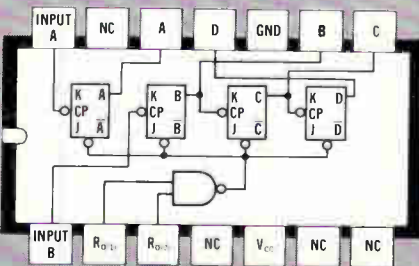 INPUT A
NC
A
D
GND
B
C
K A
CP
J A̅
K B
CP
J B̅
K C
CP
J C̅
K D
CP
J D̅
INPUT B
R₀₍₁₎
R₀₍₂₎
NC
Vcc
NC
NC